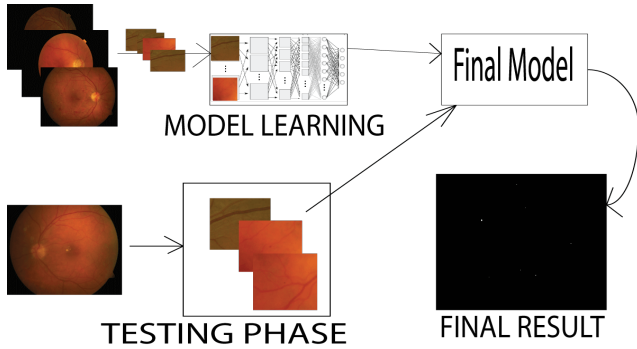 Final Model
MODEL LEARNING
TESTING PHASE
FINAL RESULT